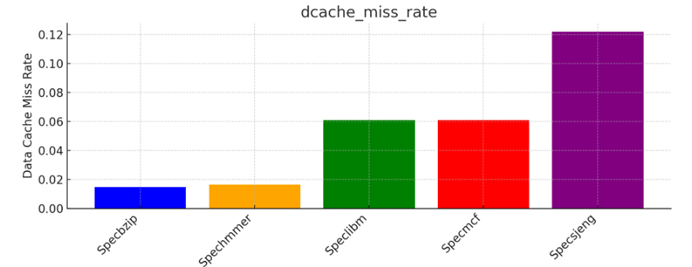 dcache_miss_rate
Data Cache Miss Rate
0.12
0.10
0.08
0.06
0.04
0.02
0.00
Specbzip
Spechmmer
Speclibm
Specmcf
Specsjeng